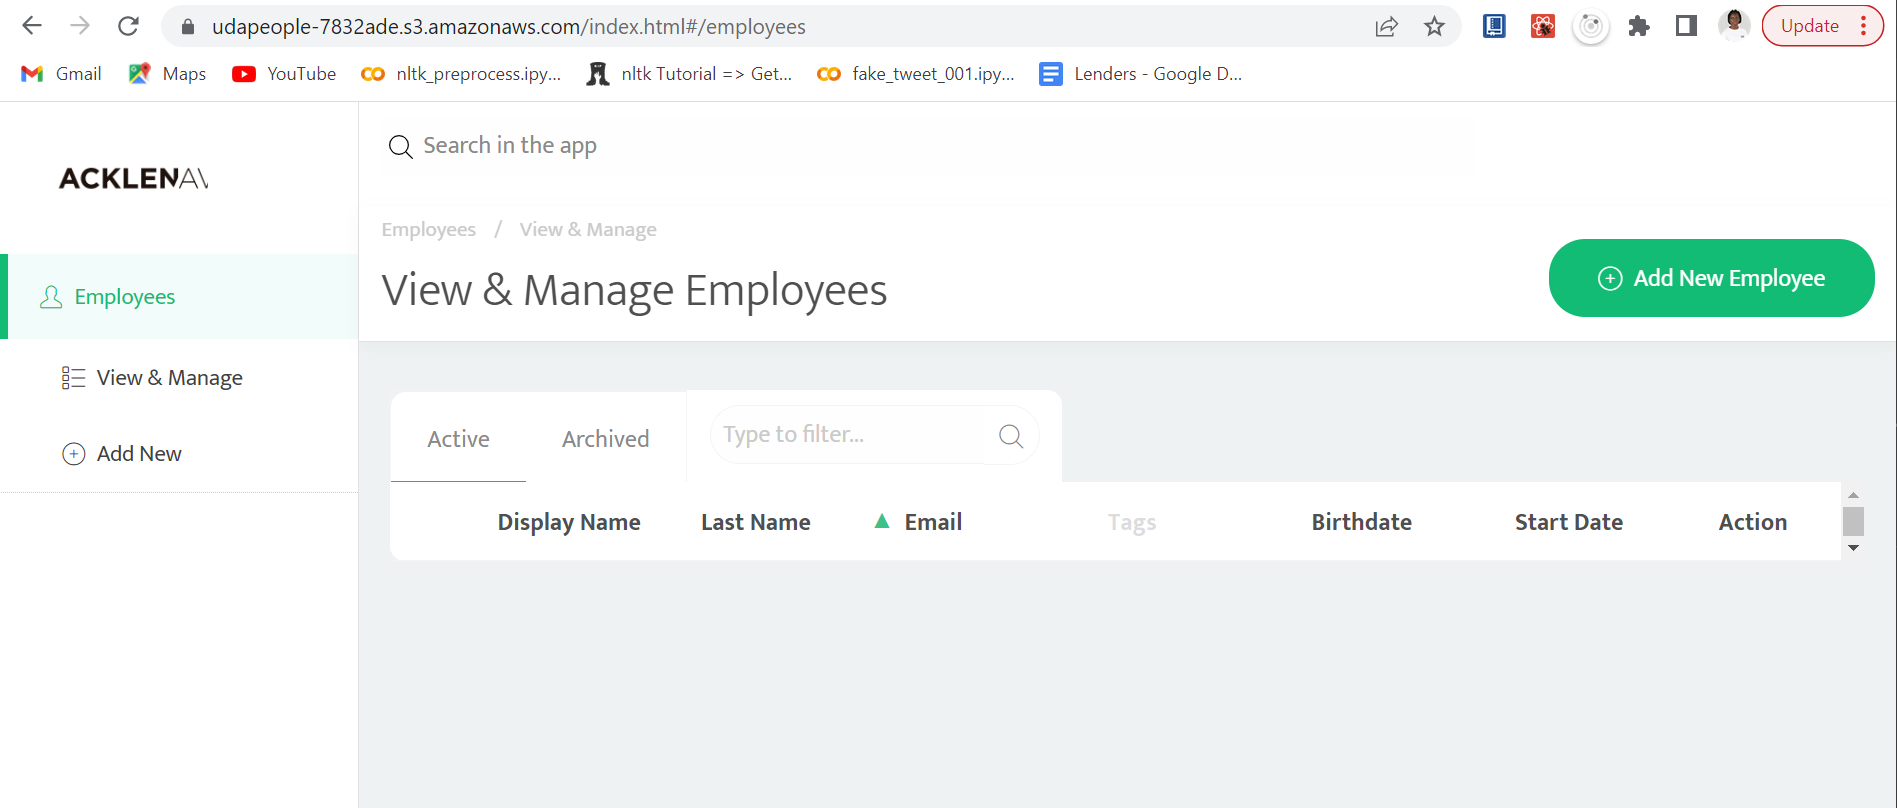 udapeople-7832ade.s3.amazonaws.com/index.html#/employees
Update
Gmail Maps YouTube nltk_preprocess.ipy... nltk Tutorial => Get... fake_tweet_001.ipy... Lenders - Google D...
ACKLENAV
Search in the app
Employees / View & Manage
View & Manage Employees
Add New Employee
Employees
View & Manage
Add New
Active Archived Type to filter...
Display Name Last Name Email Tags Birthdate Start Date Action